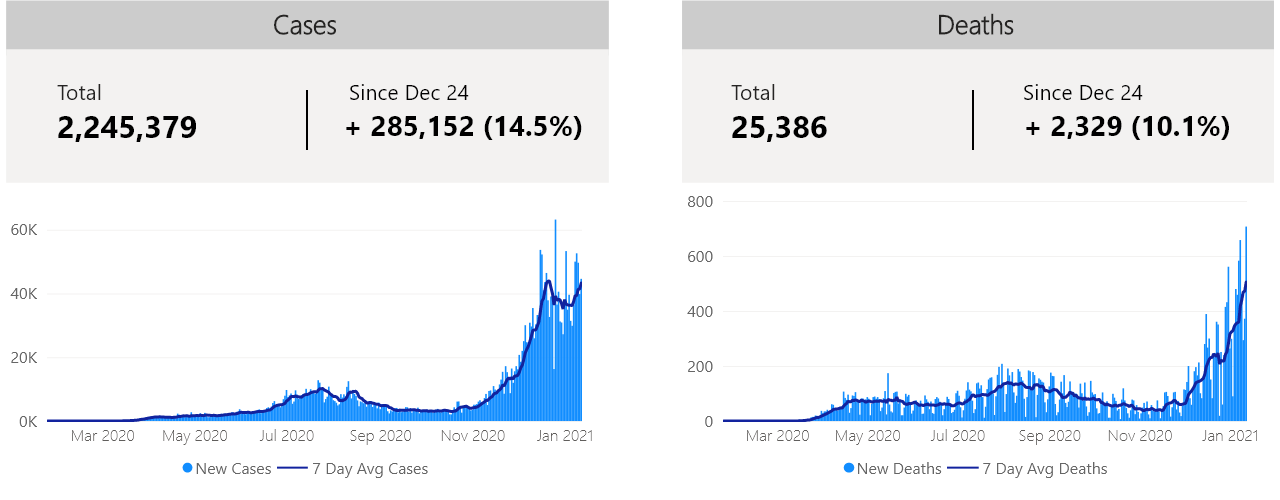 Cases
Total
2,245,379
Since Dec 24
+ 285,152 (14.5%)
60K
40K
20K
0K
Mar 2020 May 2020 Jul 2020 Sep 2020 Nov 2020 Jan 2021
New Cases 7 Day Avg Cases
Deaths
Total
25,386
Since Dec 24
+ 2,329 (10.1%)
800
600
400
200
0
Mar 2020 May 2020 Jul 2020 Sep 2020 Nov 2020 Jan 2021
New Deaths 7 Day Avg Deaths